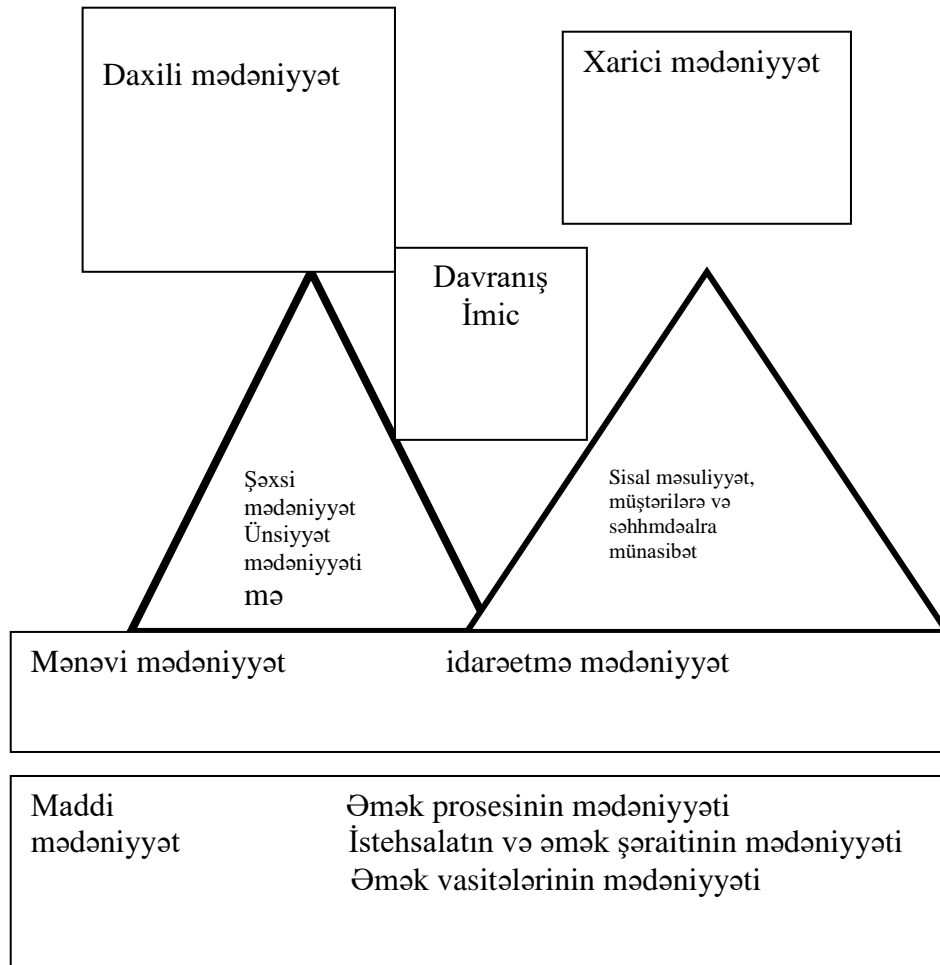 Daxili mədəniyyət
Xarici mədəniyyət
Davranış
İmic
Şəxsi
mədəniyyət
Ünsiyyət
mədəniyyəti
mə
Sisal məsuliyyət,
müştərilərə və
səhhmdəalra
münasibət
Mənəvi mədəniyyət idarəetmə mədəniyyət
Maddi Əmək prosesinin mədəniyyəti
mədəniyyət İstehsalatın və əmək şəraitinin mədəniyyəti
Əmək vasitələrinin mədəniyyəti